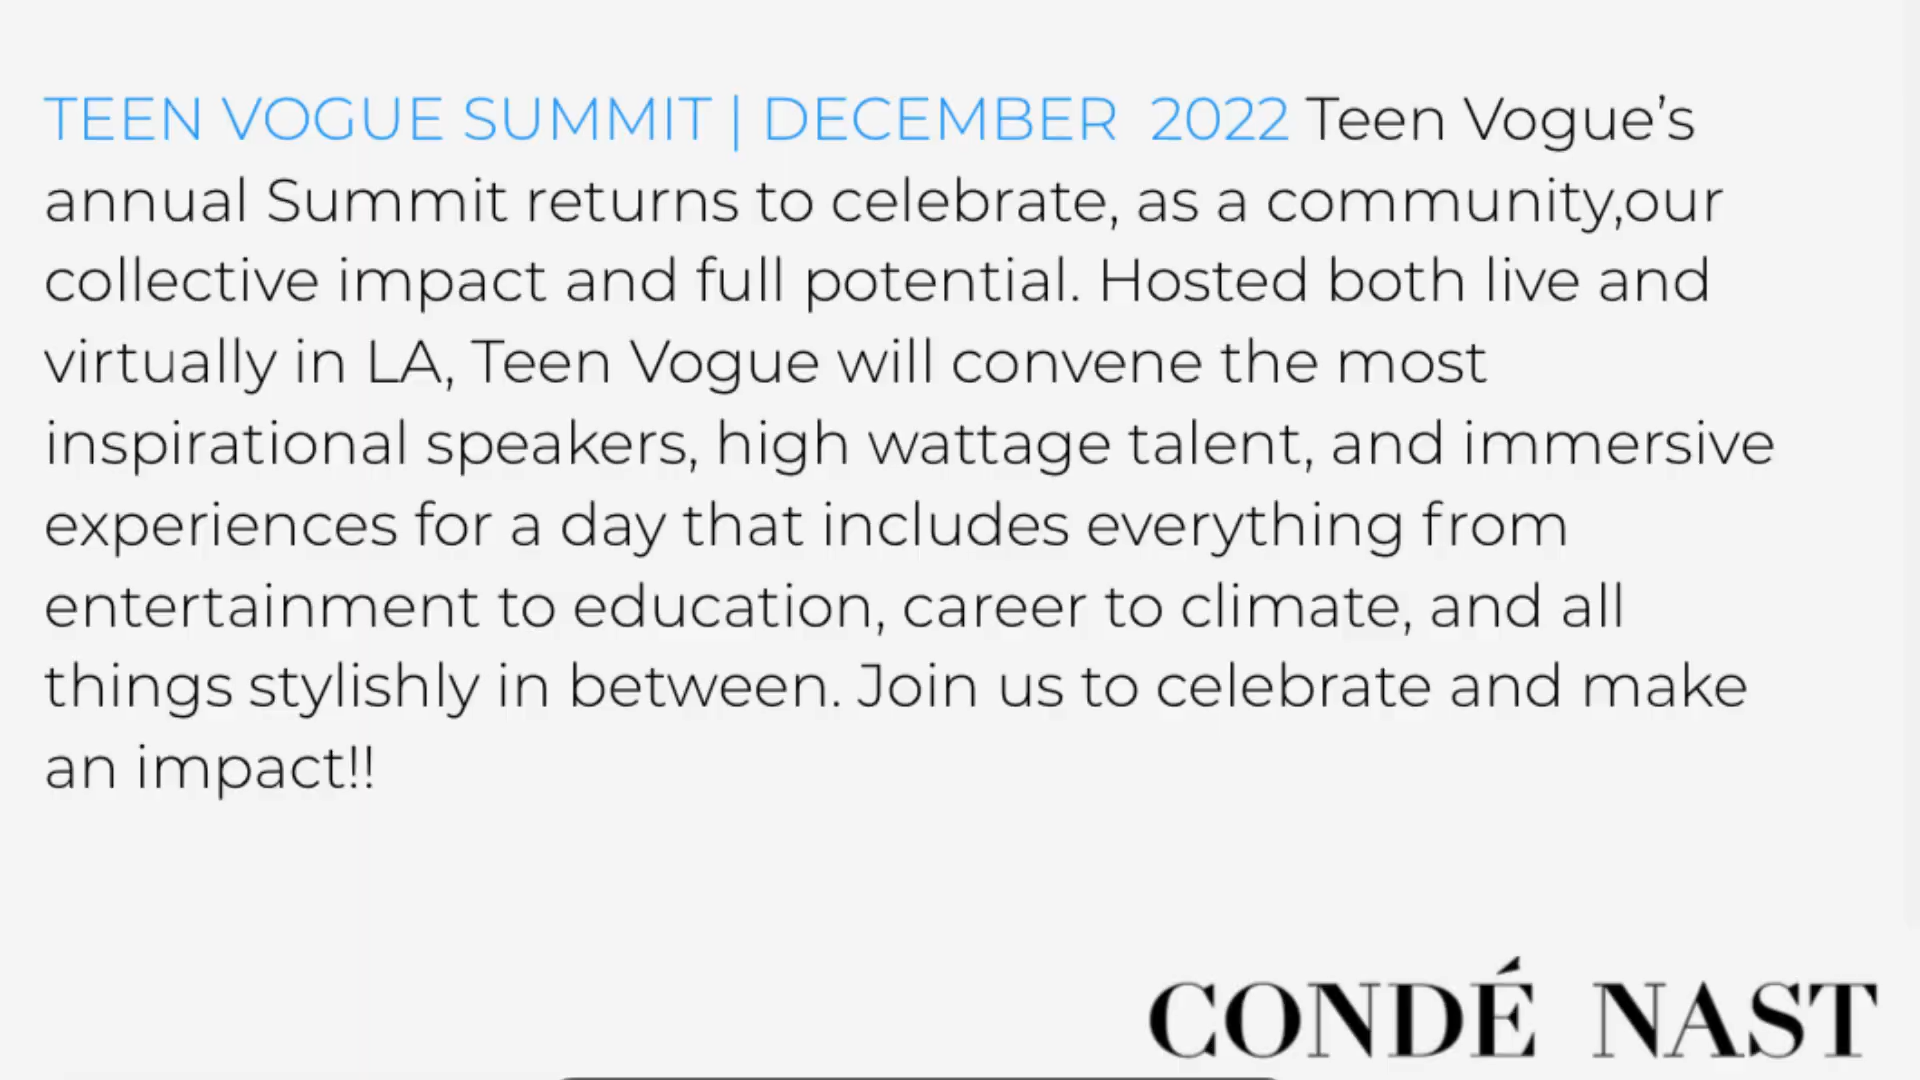 TEEN VOGUE SUMMIT | DECEMBER  2022 Teen Vogue’s
annual Summit returns to celebrate, as a community,our
collective impact and full potential. Hosted both live and
virtually in LA, Teen Vogue will convene the most
inspirational speakers, high wattage talent, and immersive
experiences for a day that includes everything from
entertainment to education, career to climate, and all
things stylishly in between. Join us to celebrate and make
an impact!!
CONDÉ NAST